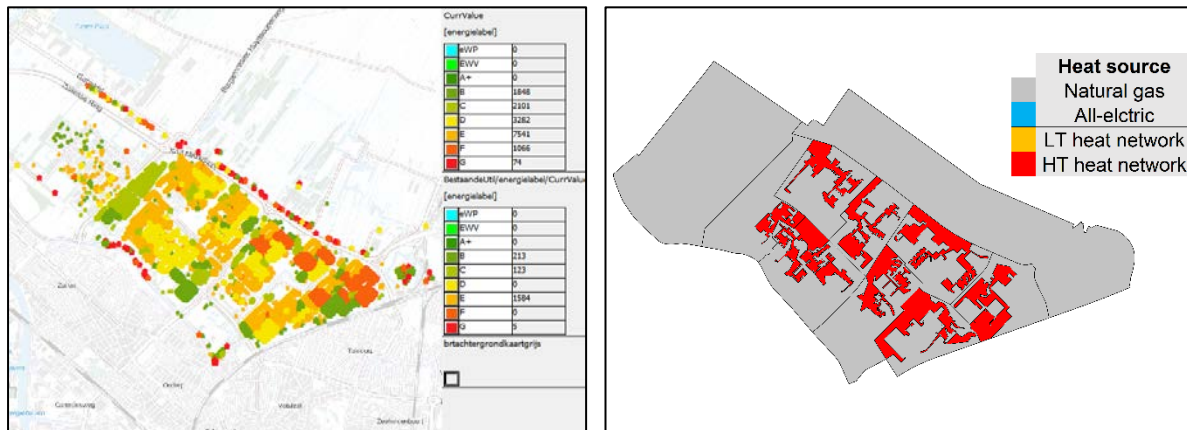 CurrValue
[energielabel]
eWP 0
EWV 0
A+ 0
B 1848
C 2101
D 3282
E 7541
F 1066
G 74
BestaandeUtil/energielabel/CurrValue
[energielabel]
eWP 0
EWV 0
A+ 0
B 213
C 123
D 0
E 1584
F 0
G 5
brtachtergrondkaartgrijs
Heat source
Natural gas
All-elctric
LT heat network
HT heat network